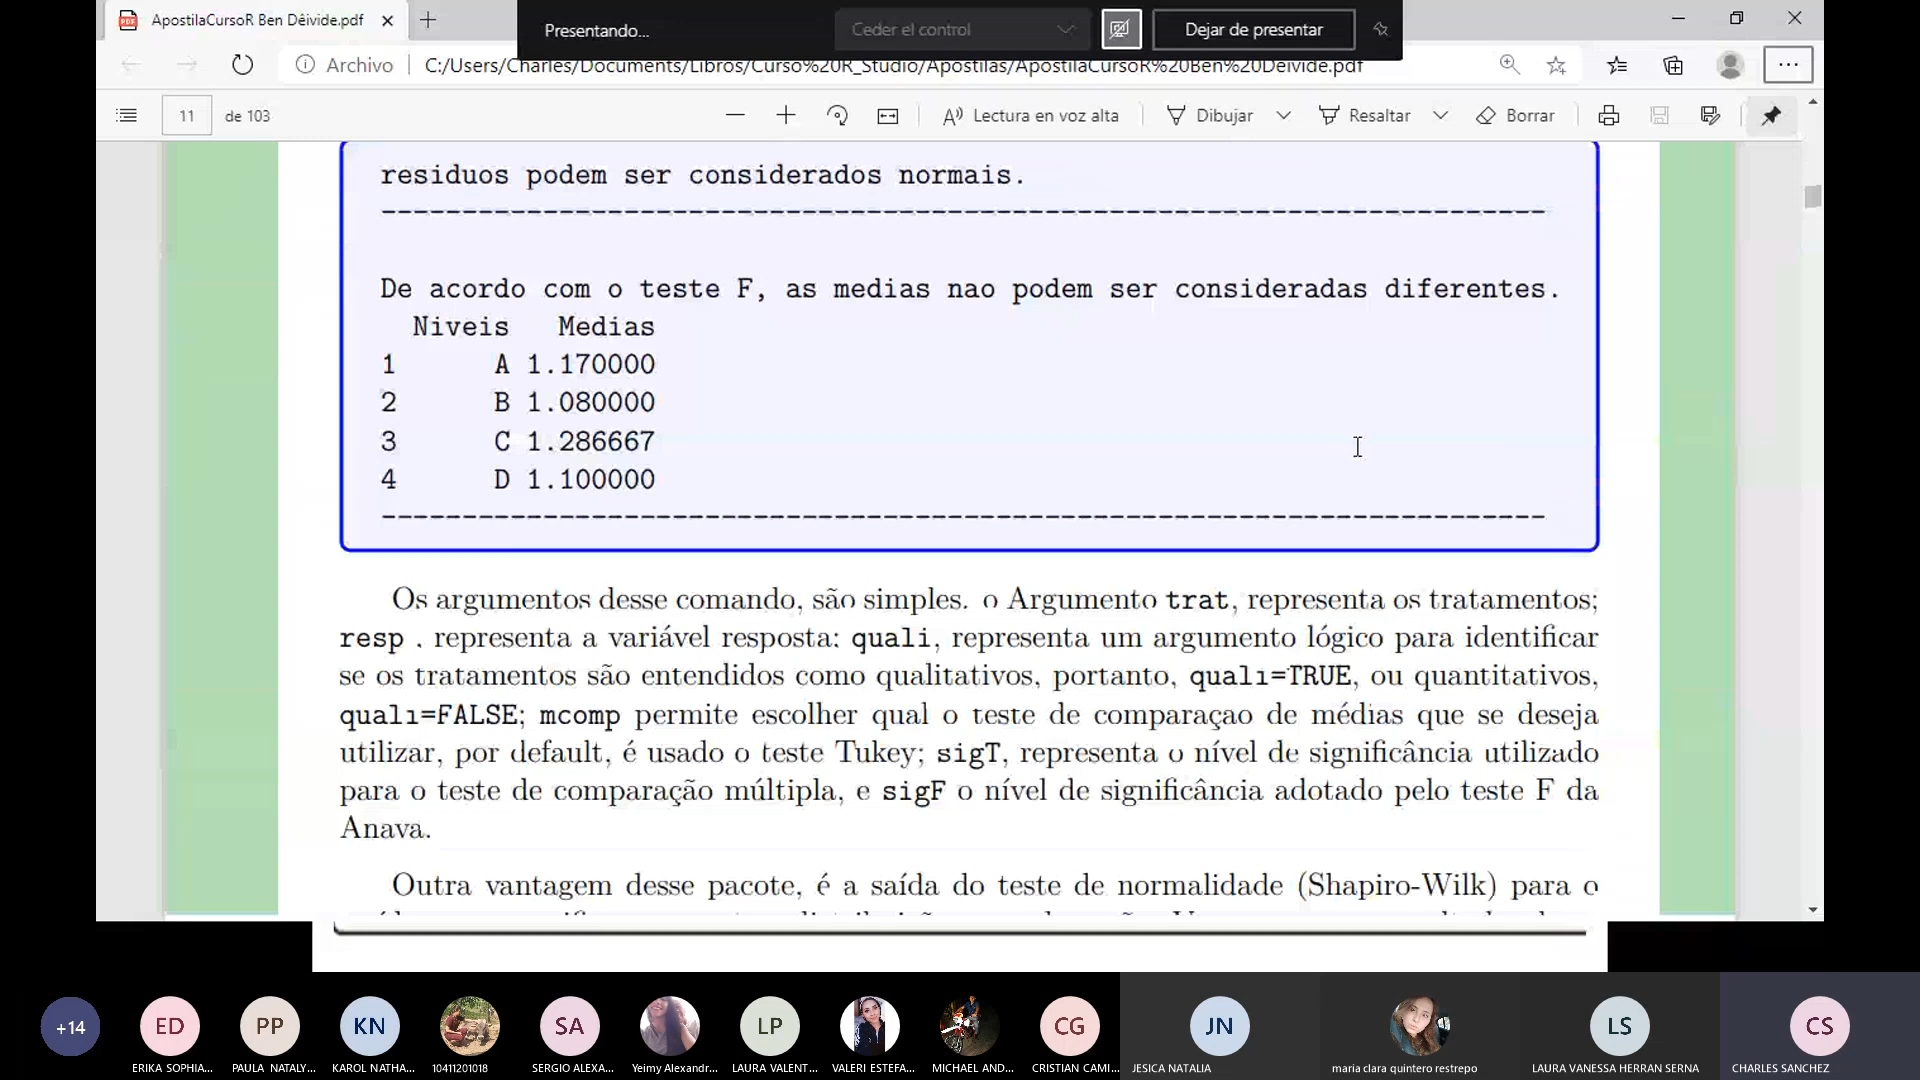 ApostilaCursoR Ben Dêivide.pdf
Presentando...
Ceder el control
Dejar de presentar
Archivo
C:/Users/Charles/Documents/Libros/Curso%20R_Studio/Apostilas/ApostilaCursoR%20Ben%20Deivide.pdf
11 de 103
Lectura en voz alta
Dibujar
Resaltar
Borrar
residuos podem ser considerados normais.
------------------------------------------------------------------------
De acordo com o teste F, as medias nao podem ser consideradas diferentes.
Niveis Medias
1 A 1.170000
2 B 1.080000
3 C 1.286667
4 D 1.100000
------------------------------------------------------------------------
Os argumentos desse comando, são simples. o Argumento trat, representa os tratamentos;
resp , representa a variável resposta; quali, representa um argumento lógico para identificar
se os tratamentos são entendidos como qualitativos, portanto, quali=TRUE, ou quantitativos,
quali=FALSE; mcomp permite escolher qual o teste de comparaçao de médias que se deseja
utilizar, por default, é usado o teste Tukey; sigT, representa o nível de significância utilizado
para o teste de comparação múltipla, e sigF o nível de significância adotado pelo teste F da
Anava.
Outra vantagem desse pacote, é a saída do teste de normalidade (Shapiro-Wilk) para o
+14
ED
PP
KN
SA
LP
CG
JN
LS
CS
ERIKA SOPHIA...
PAULA NATALY...
KAROL NATHA...
10411201018
SERGIO ALEXA...
Yeimy Alexandr...
LAURA VALENT...
VALERI ESTEFA...
MICHAEL AND...
CRISTIAN CAMI...
JESICA NATALIA
maria clara quintero restrepo
LAURA VANESSA HERRAN SERNA
CHARLES SANCHEZ